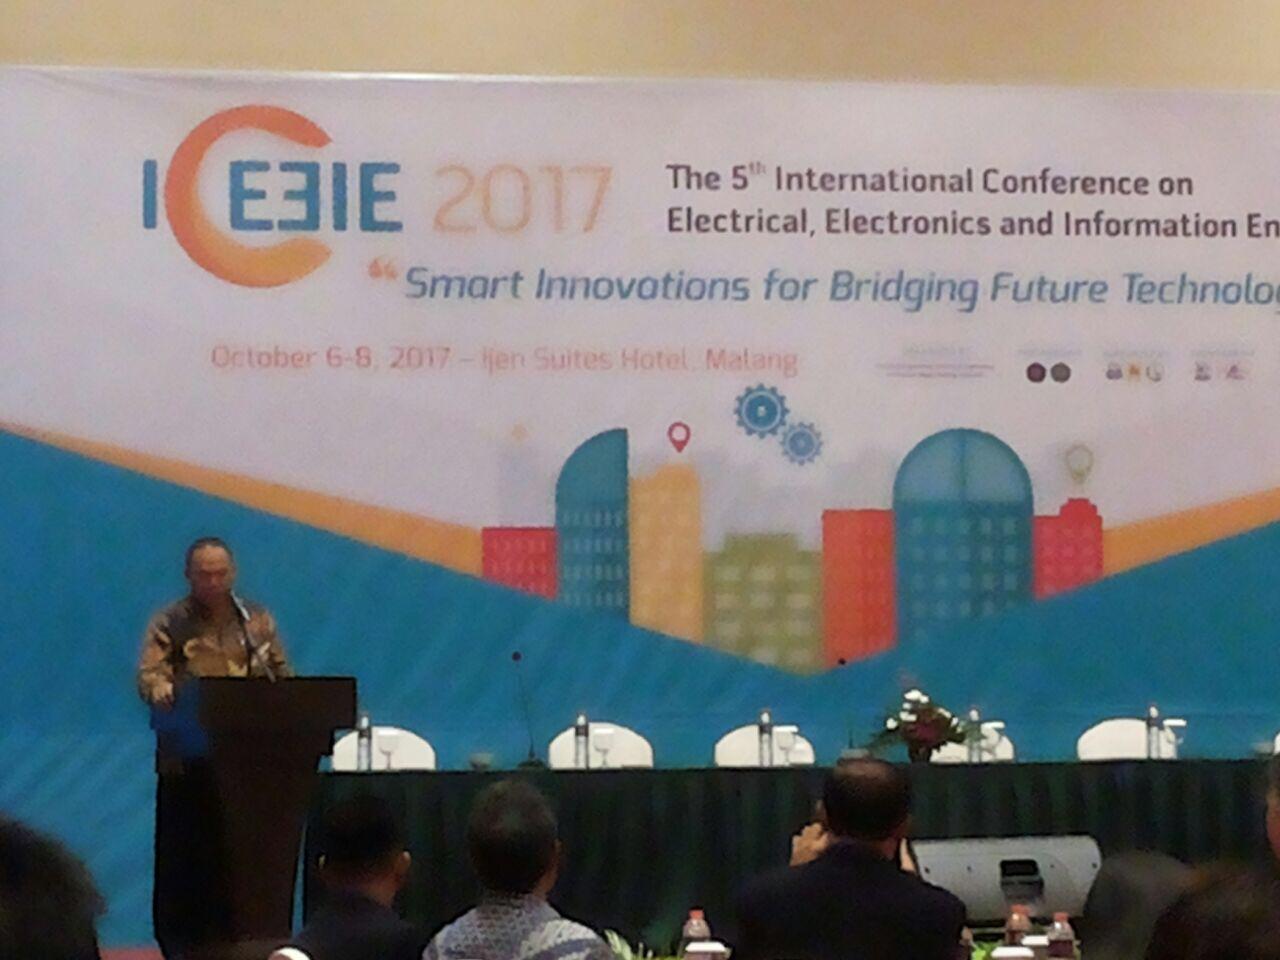 ICEEIE 2017
The 5th International Conference on
Electrical, Electronics and Information En
“Smart Innovations for Bridging Future Technolog
October 6-8, 2017 – Ijen Suites Hotel, Malang